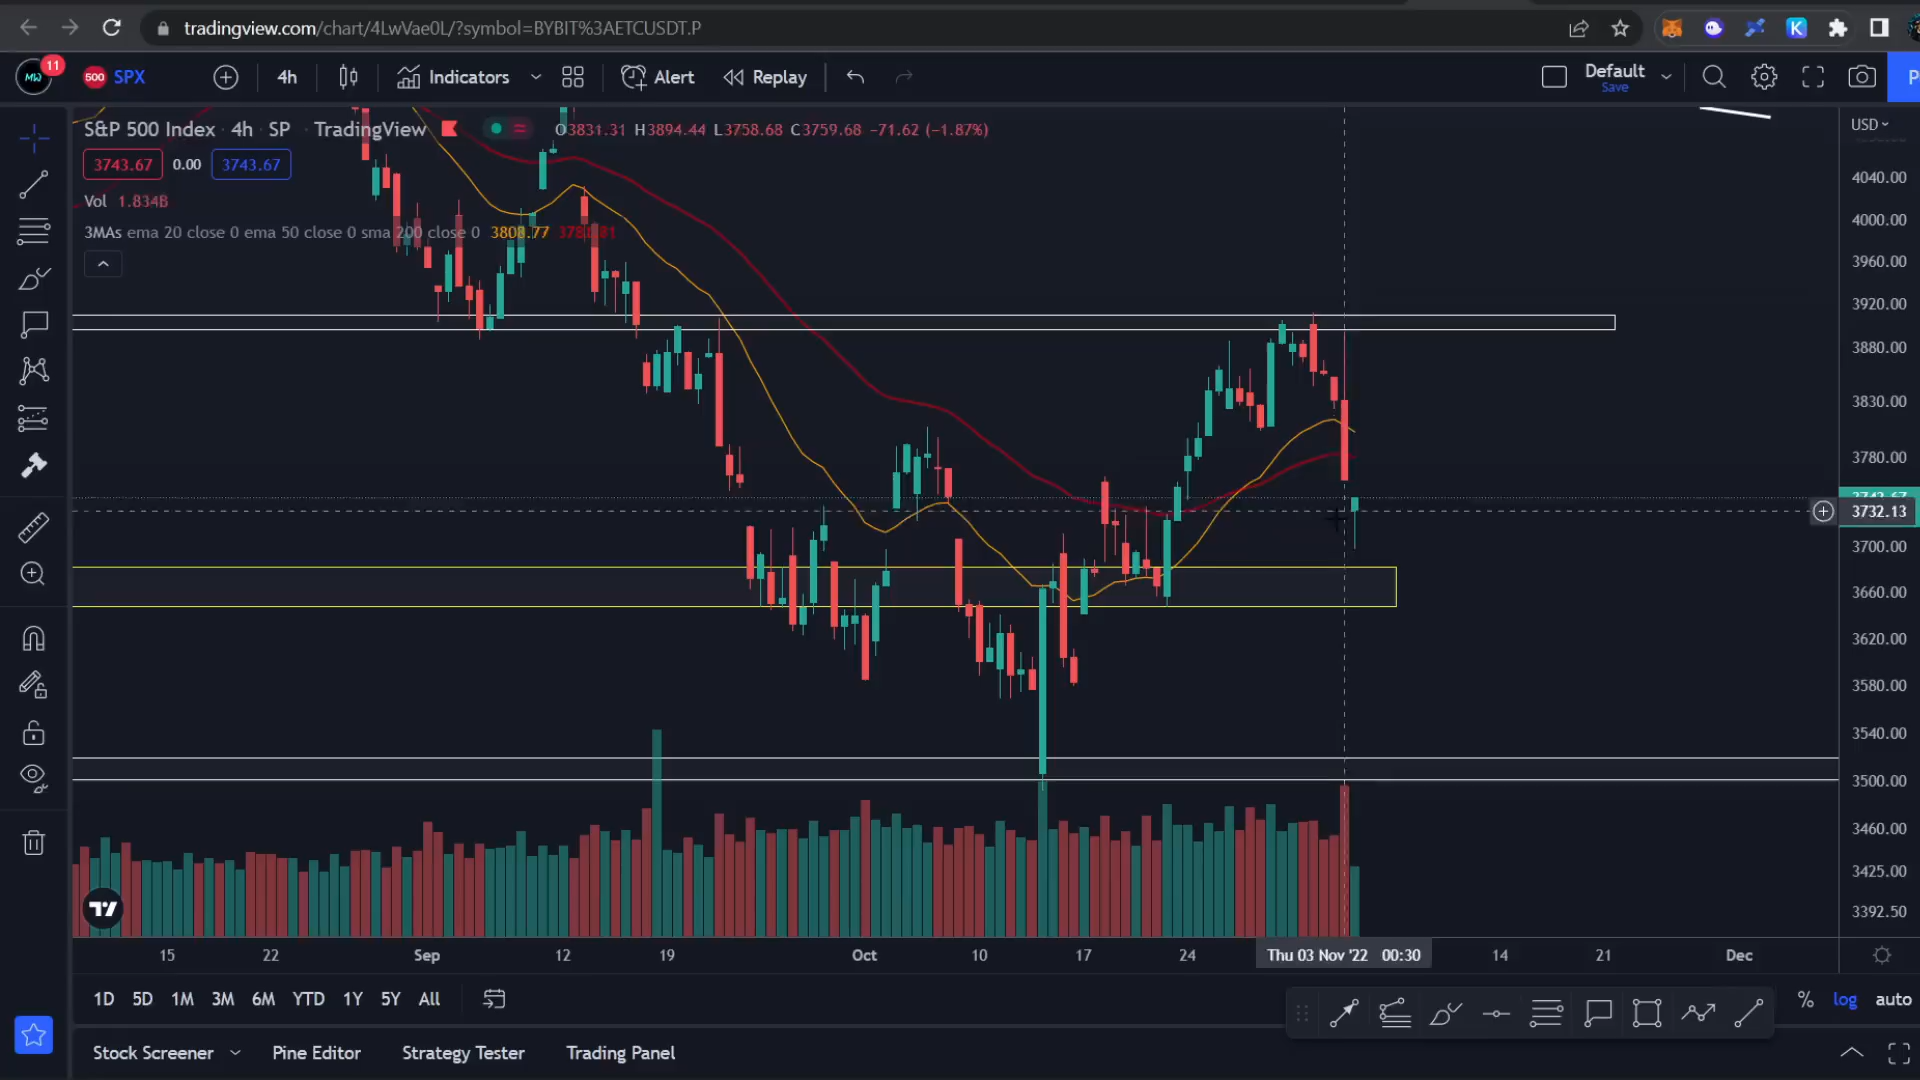 tradingview.com/chart/4LwVae0L/?symbol=BYBIT%3AETCUSDT.P
MW 11 500 SPX 4h Indicators Alert Replay Default
Save
S&P 500 Index · 4h · SP · TradingView O3831.31 H3894.44 L3758.68 C3759.68 −71.62 (−1.87%)
USD
3743.67 0.00 3743.67
Vol 1.834B
3MAs ema 20 close 0 ema 50 close 0 sma 200 close 0 3808.77
4040.00
4000.00
3960.00
3920.00
3880.00
3830.00
3780.00
3732.13
3700.00
3660.00
3620.00
3580.00
3540.00
3500.00
3460.00
3425.00
3392.50
15 22 Sep 12 19 Oct 10 17 24 Thu 03 Nov '22 00:30 14 21 Dec
1D 5D 1M 3M 6M YTD 1Y 5Y All % log auto
Stock Screener Pine Editor Strategy Tester Trading Panel